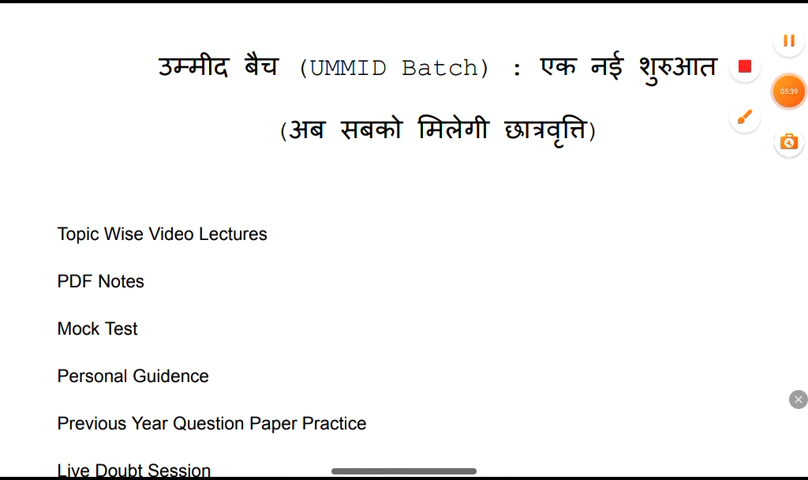 उम्मीद बैच (UMMID Batch) : एक नई शुरुआत
(अब सबको मिलेगी छात्रवृत्ति)
05:39
Topic Wise Video Lectures
PDF Notes
Mock Test
Personal Guidence
Previous Year Question Paper Practice
Live Doubt Session